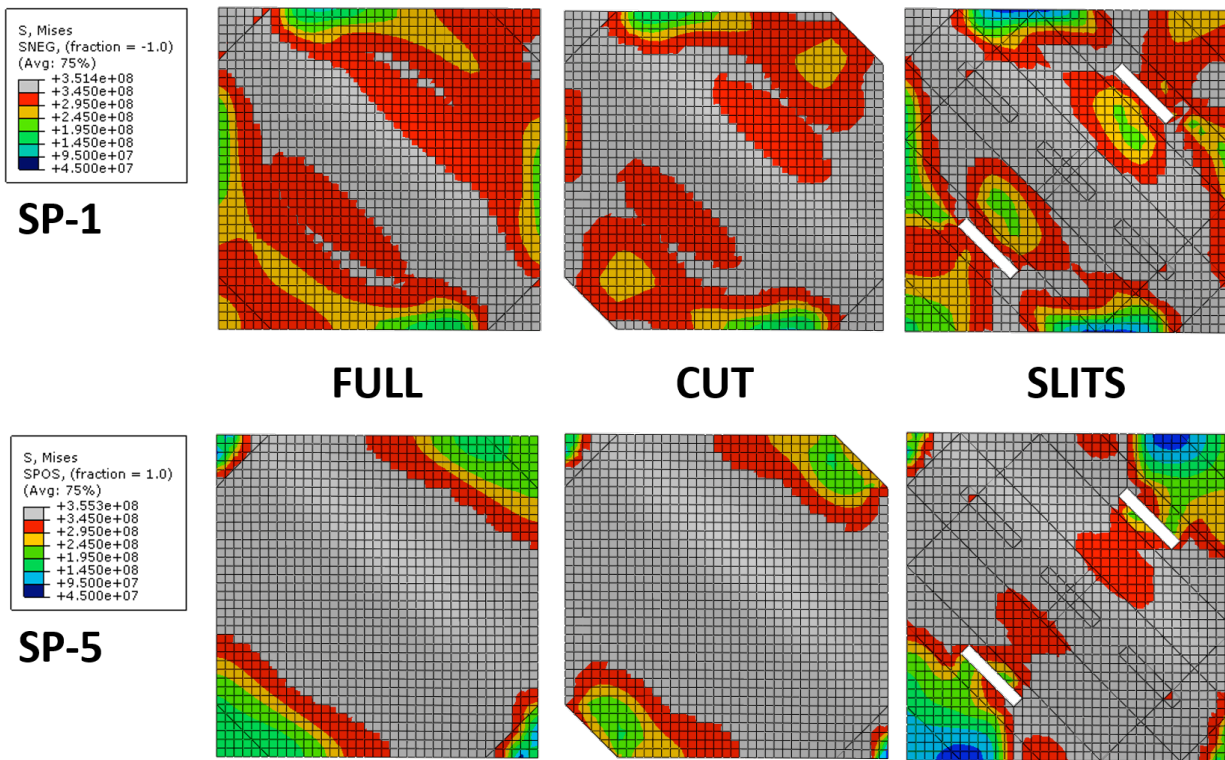 S, Mises
SNEG, (fraction = -1.0)
(Avg: 75%)
+3.514e+08
+3.450e+08
+2.950e+08
+2.450e+08
+1.950e+08
+1.450e+08
+9.500e+07
+4.500e+07
SP-1
FULL
CUT
SLITS
S, Mises
SPOS, (fraction = 1.0)
(Avg: 75%)
+3.553e+08
+3.450e+08
+2.950e+08
+2.450e+08
+1.950e+08
+1.450e+08
+9.500e+07
+4.500e+07
SP-5